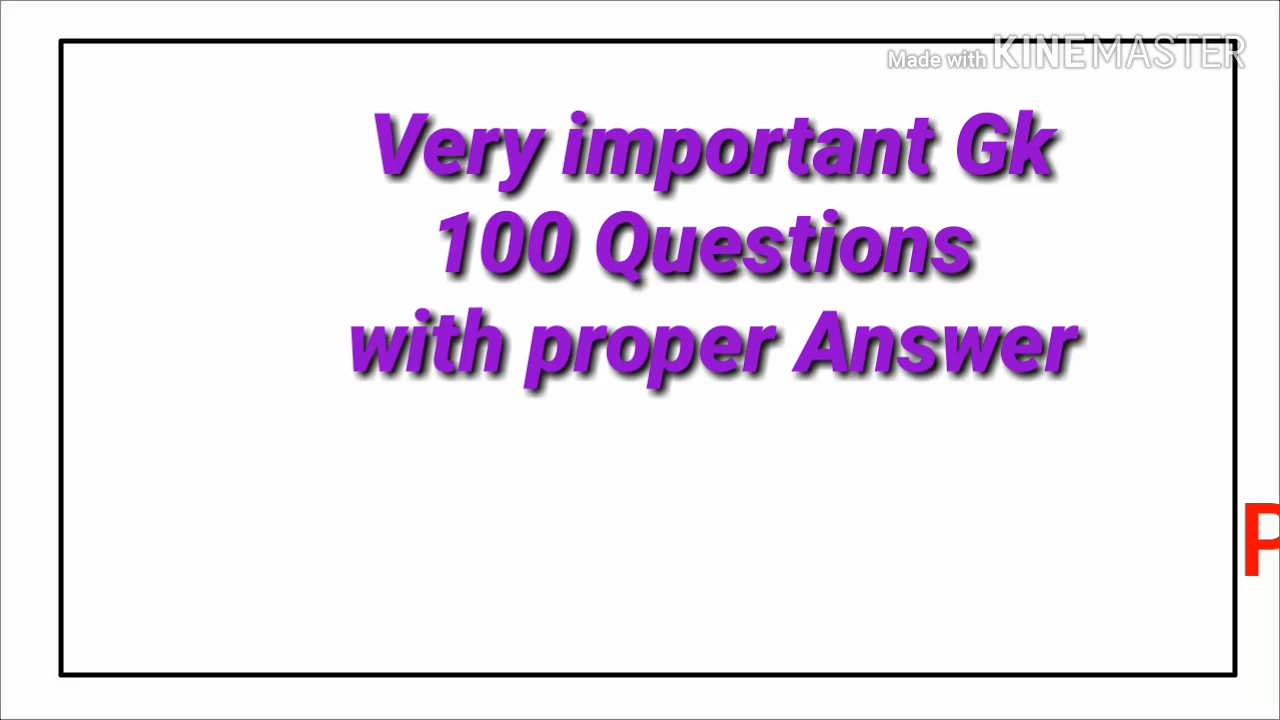 Made with KINEMASTER
Very important Gk
100 Questions
with proper Answer
P